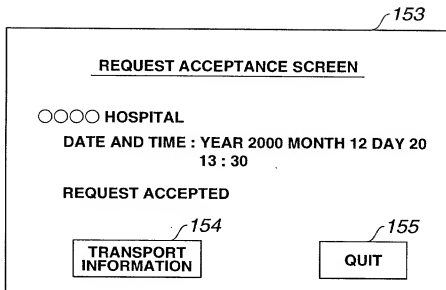 153
REQUEST ACCEPTANCE SCREEN
○○○○ HOSPITAL
DATE AND TIME : YEAR 2000 MONTH 12 DAY 20
13 : 30
REQUEST ACCEPTED
154
155
TRANSPORT
INFORMATION
QUIT